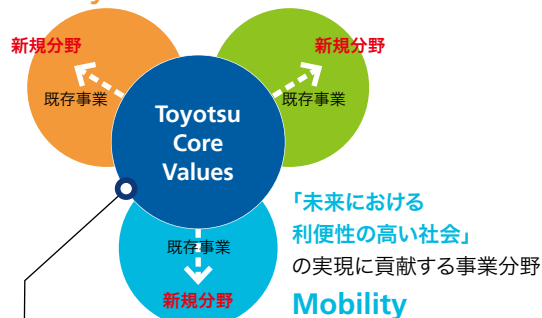 新規分野
新規分野
既存事業
既存事業
Toyotsu
Core
Values
「未来における
利便性の高い社会」
の実現に貢献する事業分野
既存事業
新規分野
Mobility